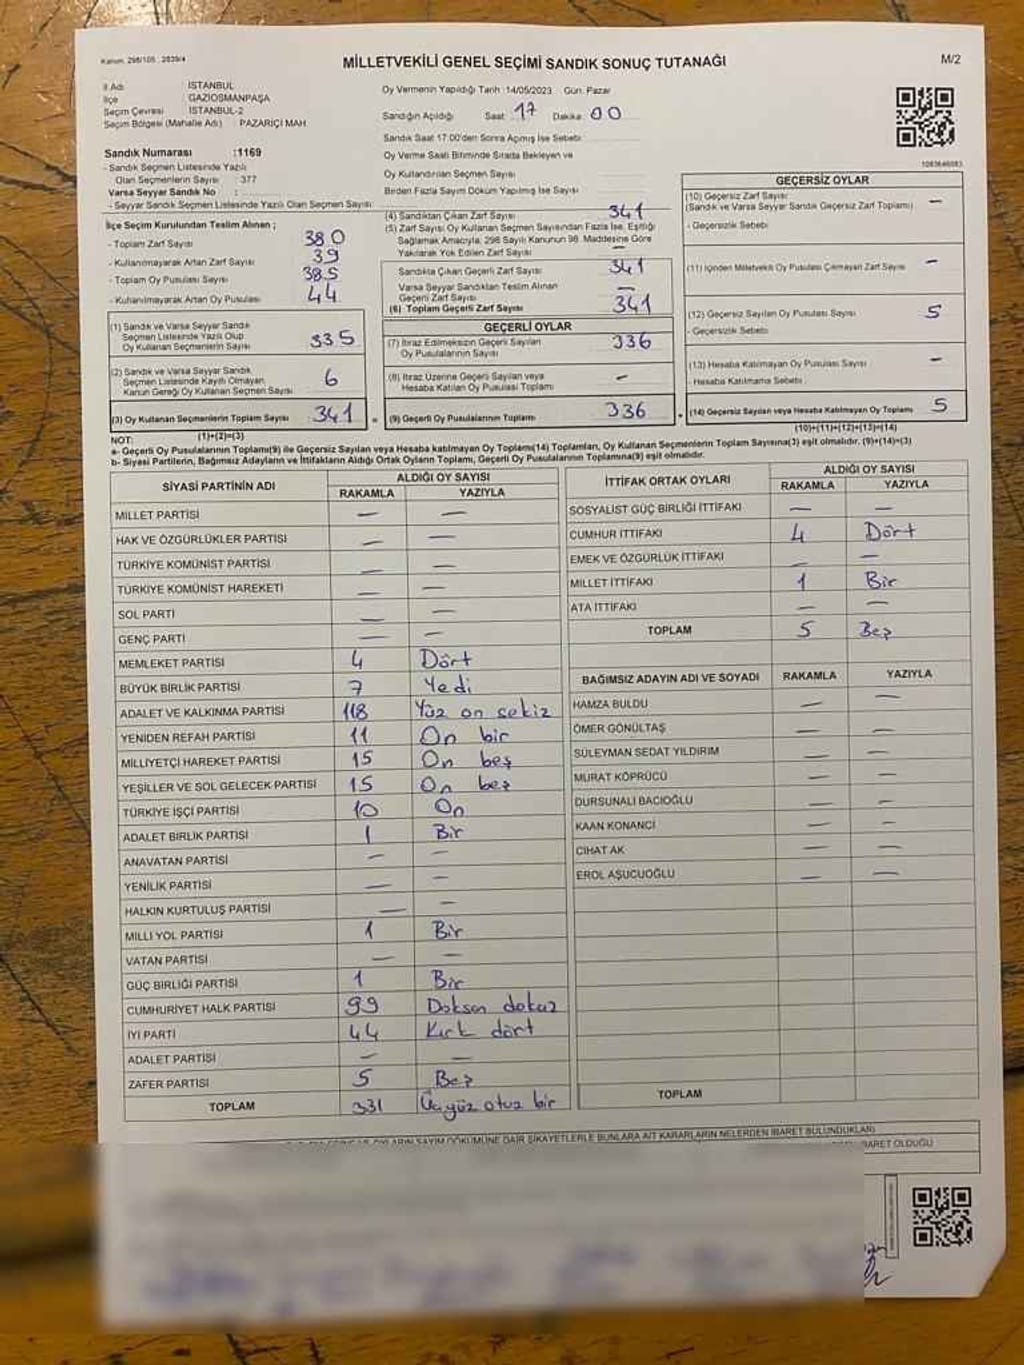 Kanun: 298/105 , 2839/4
MİLLETVEKİLİ GENEL SEÇİMİ SANDIK SONUÇ TUTANAĞI
M/2
İl Adı : İSTANBUL
İlçe : GAZİOSMANPAŞA
Seçim Çevresi : İSTANBUL-2
Seçim Bölgesi (Mahalle Adı) : PAZARİÇİ MAH.
Oy Vermenin Yapıldığı Tarih :14/05/2023 Gün: Pazar
Sandığın Açıldığı Saat: 17 Dakika: 00
Sandık Saat 17:00'den Sonra Açılmış İse Sebebi:
Oy Verme Saati Bitiminde Sırada Bekleyen ve
Oy Kullandırılan Seçmen Sayısı
Birden Fazla Sayım Döküm Yapılmış İse Sayısı
Sandık Numarası :1169
- Sandık Seçmen Listesinde Yazılı
Olan Seçmenlerin Sayısı : 377
Varsa Seyyar Sandık No :
- Seyyar Sandık Seçmen Listesinde Yazılı Olan Seçmen Sayısı :
İlçe Seçim Kurulundan Teslim Alınan ;
- Toplam Zarf Sayısı 380
- Kullanılmayarak Artan Zarf Sayısı 39
- Toplam Oy Pusulası Sayısı 385
- Kullanılmayarak Artan Oy Pusulası 44
(4) Sandıktan Çıkan Zarf Sayısı 341
(5) Zarf Sayısı Oy Kullanan Seçmen Sayısından Fazla İse, Eşitliği
Sağlamak Amacıyla, 298 Sayılı Kanunun 98. Maddesine Göre
Yakılarak Yok Edilen Zarf Sayısı —
Sandıkta Çıkan Geçerli Zarf Sayısı 341
Varsa Seyyar Sandıktan Teslim Alınan
Geçerli Zarf Sayısı —
(6) Toplam Geçerli Zarf Sayısı 341
(1) Sandık ve Varsa Seyyar Sandık
Seçmen Listesinde Yazılı Olup
Oy Kullanan Seçmenlerin Sayısı 335
(2) Sandık ve Varsa Seyyar Sandık
Seçmen Listesinde Kayıtlı Olmayan
Kanun Gereği Oy Kullanan Seçmen Sayısı 6
(3) Oy Kullanan Seçmenlerin Toplam Sayısı 341
(1)+(2)=(3)
GEÇERLİ OYLAR
(7) İtiraz Edilmeksizin Geçerli Sayılan
Oy Pusulalarının Sayısı 336
(8) İtiraz Üzerine Geçerli Sayılan veya
Hesaba Katılan Oy Pusulası Toplamı —
(9) Geçerli Oy Pusulalarının Toplamı 336
GEÇERSİZ OYLAR
(10) Geçersiz Zarf Sayısı
(Sandık ve Varsa Seyyar Sandık Geçersiz Zarf Toplamı) —
- Geçersizlik Sebebi
(11) İçinden Milletvekili Oy Pusulası Çıkmayan Zarf Sayısı —
(12) Geçersiz Sayılan Oy Pusulası Sayısı 5
- Geçersizlik Sebebi
(13) Hesaba Katılmayan Oy Pusulası Sayısı —
- Hesaba Katılmama Sebebi
(14) Geçersiz Sayılan veya Hesaba Katılmayan Oy Toplamı 5
(10)+(11)+(12)+(13)=(14)
NOT:
a- Geçerli Oy Pusulalarının Toplamı(9) ile Geçersiz Sayılan veya Hesaba katılmayan Oy Toplamı(14) Toplamları, Oy Kullanan Seçmenlerin Toplam Sayısına(3) eşit olmalıdır. (9)+(14)=(3)
b- Siyasi Partilerin, Bağımsız Adayların ve İttifakların Aldığı Ortak Oyların Toplamı, Geçerli Oy Pusulalarının Toplamına(9) eşit olmalıdır.
SİYASİ PARTİNİN ADI ALDIĞI OY SAYISI
RAKAMLA YAZIYLA
MİLLET PARTİSİ — —
HAK VE ÖZGÜRLÜKLER PARTİSİ — —
TÜRKİYE KOMÜNİST PARTİSİ — —
TÜRKİYE KOMÜNİST HAREKETİ — —
SOL PARTİ — —
GENÇ PARTİ — —
MEMLEKET PARTİSİ 4 Dört
BÜYÜK BİRLİK PARTİSİ 7 Yedi
ADALET VE KALKINMA PARTİSİ 118 Yüz on sekiz
YENİDEN REFAH PARTİSİ 11 On bir
MİLLİYETÇİ HAREKET PARTİSİ 15 On beş
YEŞİLLER VE SOL GELECEK PARTİSİ 15 On beş
TÜRKİYE İŞÇİ PARTİSİ 10 On
ADALET BİRLİK PARTİSİ 1 Bir
ANAVATAN PARTİSİ — —
YENİLİK PARTİSİ — —
HALKIN KURTULUŞ PARTİSİ — —
MİLLİ YOL PARTİSİ 1 Bir
VATAN PARTİSİ — —
GÜÇ BİRLİĞİ PARTİSİ 1 Bir
CUMHURİYET HALK PARTİSİ 99 Doksan dokuz
İYİ PARTİ 44 Kırk dört
ADALET PARTİSİ — —
ZAFER PARTİSİ 5 Beş
TOPLAM 331 Üçyüz otuz bir
İTTİFAK ORTAK OYLARI ALDIĞI OY SAYISI
RAKAMLA YAZIYLA
SOSYALİST GÜÇ BİRLİĞİ İTTİFAKI — —
CUMHUR İTTİFAKI 4 Dört
EMEK VE ÖZGÜRLÜK İTTİFAKI — —
MİLLET İTTİFAKI 1 Bir
ATA İTTİFAKI — —
TOPLAM 5 Beş
BAĞIMSIZ ADAYIN ADI VE SOYADI RAKAMLA YAZIYLA
HAMZA BULDU — —
ÖMER GÖNÜLTAŞ — —
SÜLEYMAN SEDAT YILDIRIM — —
MURAT KÖPRÜCÜ — —
DURSUNALİ BACIOĞLU — —
KAAN KONANCİ — —
CİHAT AK — —
EROL AŞUCUOĞLU — —
TOPLAM
OYLARIN SAYIM DÖKÜMÜNE DAİR ŞİKAYETLERLE BUNLARA AİT KARARLARIN NELERDEN İBARET BULUNDUKLARI
İBARET OLDUĞU